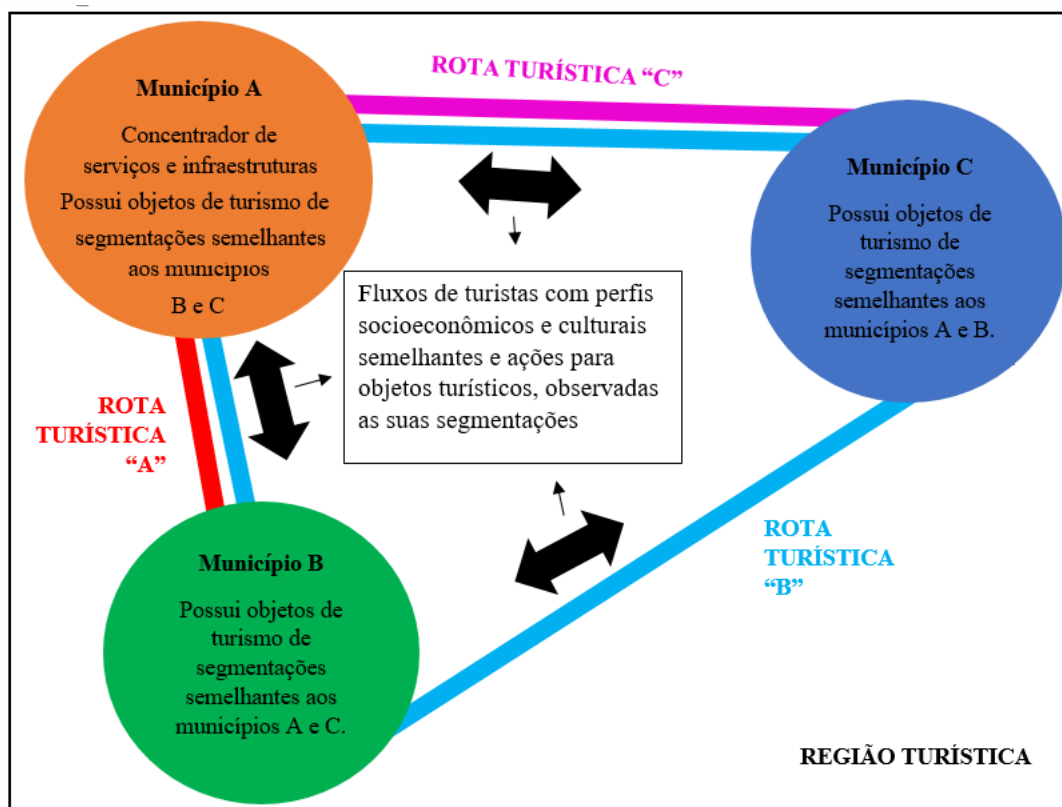 ROTA TURÍSTICA “C”
Município A
Concentrador de
serviços e infraestruturas
Possui objetos de turismo de
segmentações semelhantes
aos municípios
B e C
Município C
Possui objetos de
turismo de
segmentações
semelhantes aos
municípios A e B.
Fluxos de turistas com perfis
socioeconômicos e culturais
semelhantes e ações para
objetos turísticos, observadas
as suas segmentações
ROTA
TURÍSTICA
“A”
ROTA
TURÍSTICA
“B”
Município B
Possui objetos de
turismo de
segmentações
semelhantes aos
municípios A e C.
REGIÃO TURÍSTICA